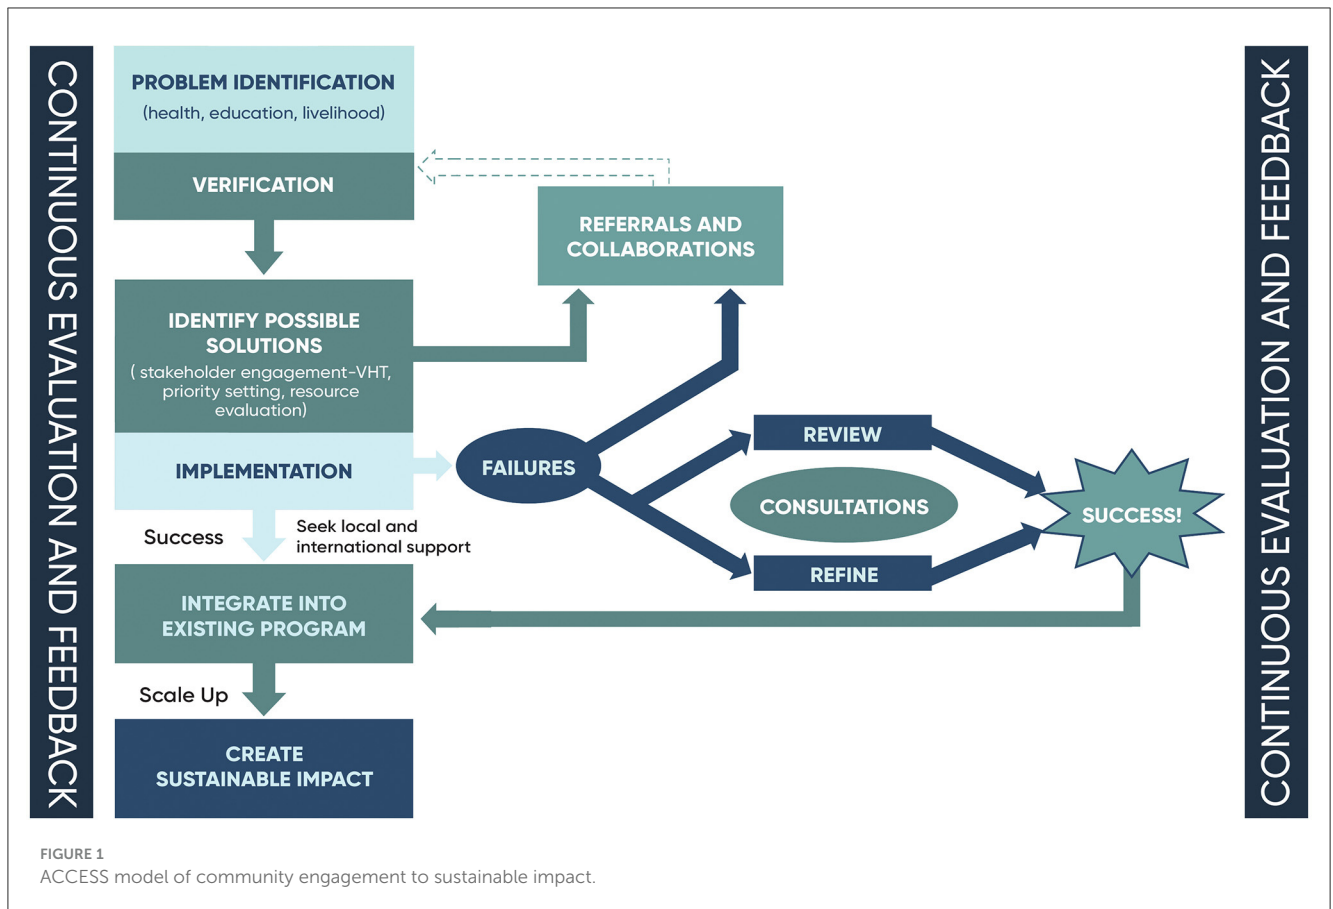 CONTINUOUS EVALUATION AND FEEDBACK
PROBLEM IDENTIFICATION
(health, education, livelihood)
VERIFICATION
REFERRALS AND
COLLABORATIONS
IDENTIFY POSSIBLE
SOLUTIONS
( stakeholder engagement-VHT,
priority setting, resource
evaluation)
IMPLEMENTATION
FAILURES
REVIEW
CONSULTATIONS
REFINE
SUCCESS!
Success
Seek local and
international support
INTEGRATE INTO
EXISTING PROGRAM
Scale Up
CREATE
SUSTAINABLE IMPACT
CONTINUOUS EVALUATION AND FEEDBACK
FIGURE 1
ACCESS model of community engagement to sustainable impact.